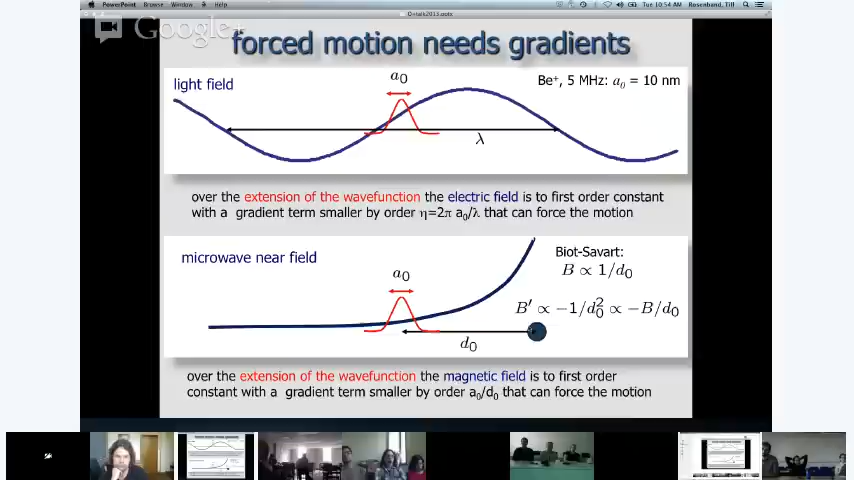 PowerPoint Browse Window Help
Tue 10:54 AM Rosenband, Till
Google+
forced motion needs gradients
light field
a₀
Be⁺, 5 MHz: a₀ = 10 nm
λ
over the extension of the wavefunction the electric field is to first order constant
with a gradient term smaller by order η=2π a₀/λ that can force the motion
microwave near field
a₀
Biot-Savart:
B ∝ 1/d₀
B′ ∝ −1/d₀² ∝ −B/d₀
d₀
over the extension of the wavefunction the magnetic field is to first order
constant with a gradient term smaller by order a₀/d₀ that can force the motion